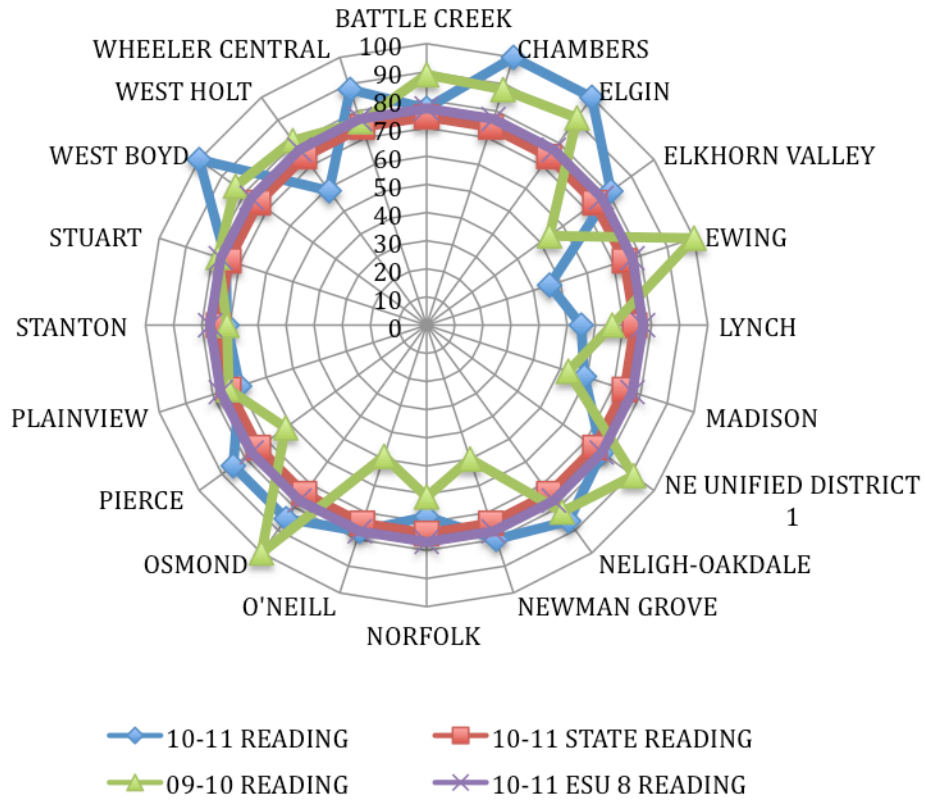 BATTLE CREEK
CHAMBERS
ELGIN
ELKHORN VALLEY
EWING
LYNCH
MADISON
NE UNIFIED DISTRICT
1
NELIGH-OAKDALE
NEWMAN GROVE
NORFOLK
O'NEILL
OSMOND
PIERCE
PLAINVIEW
STANTON
STUART
WEST BOYD
WEST HOLT
WHEELER CENTRAL
100
90
80
70
60
50
40
30
20
10
0
10-11 READING
10-11 STATE READING
09-10 READING
10-11 ESU 8 READING